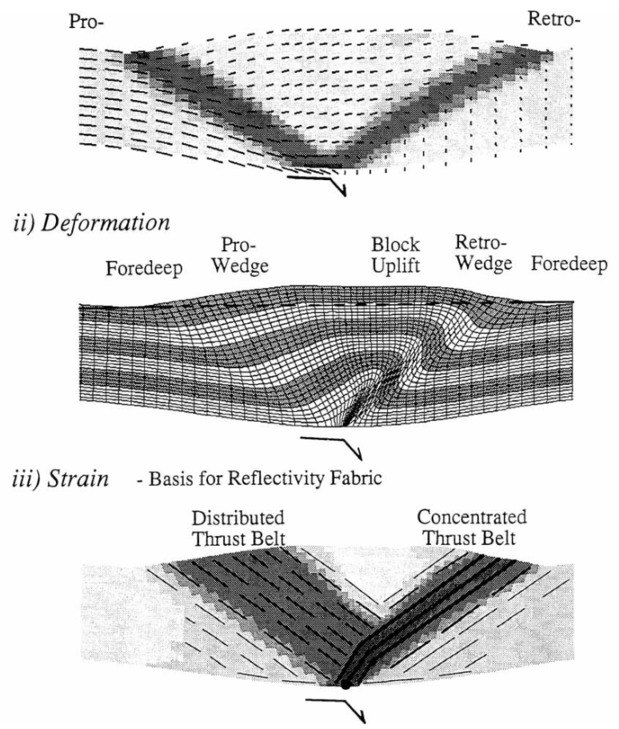 Pro-
Retro-
ii) Deformation
Foredeep
Pro-
Wedge
Block
Uplift
Retro-
Wedge
Foredeep
iii) Strain - Basis for Reflectivity Fabric
Distributed
Thrust Belt
Concentrated
Thrust Belt